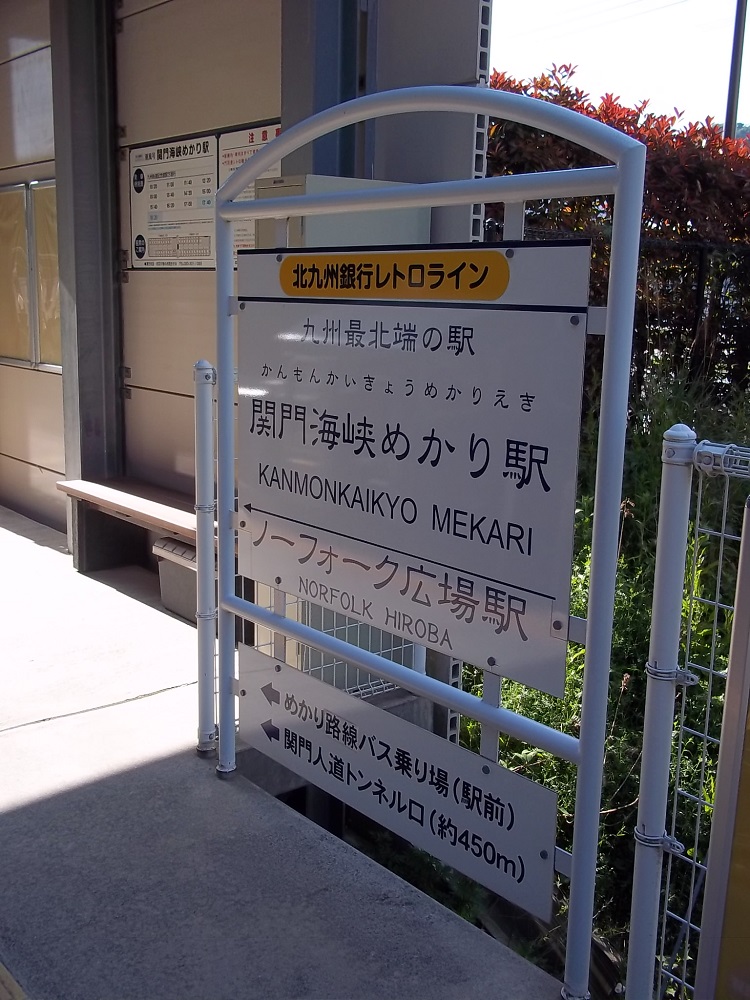 関門海峡めかり駅
注意
北九州銀行レトロライン
九州最北端の駅
かんもんかいきょうめかりえき
関門海峡めかり駅
KANMONKAIKYO MEKARI
ノーフォーク広場駅
NORFOLK HIROBA
めかり路線バス乗り場(駅前)
関門人道トンネル口(約450m)